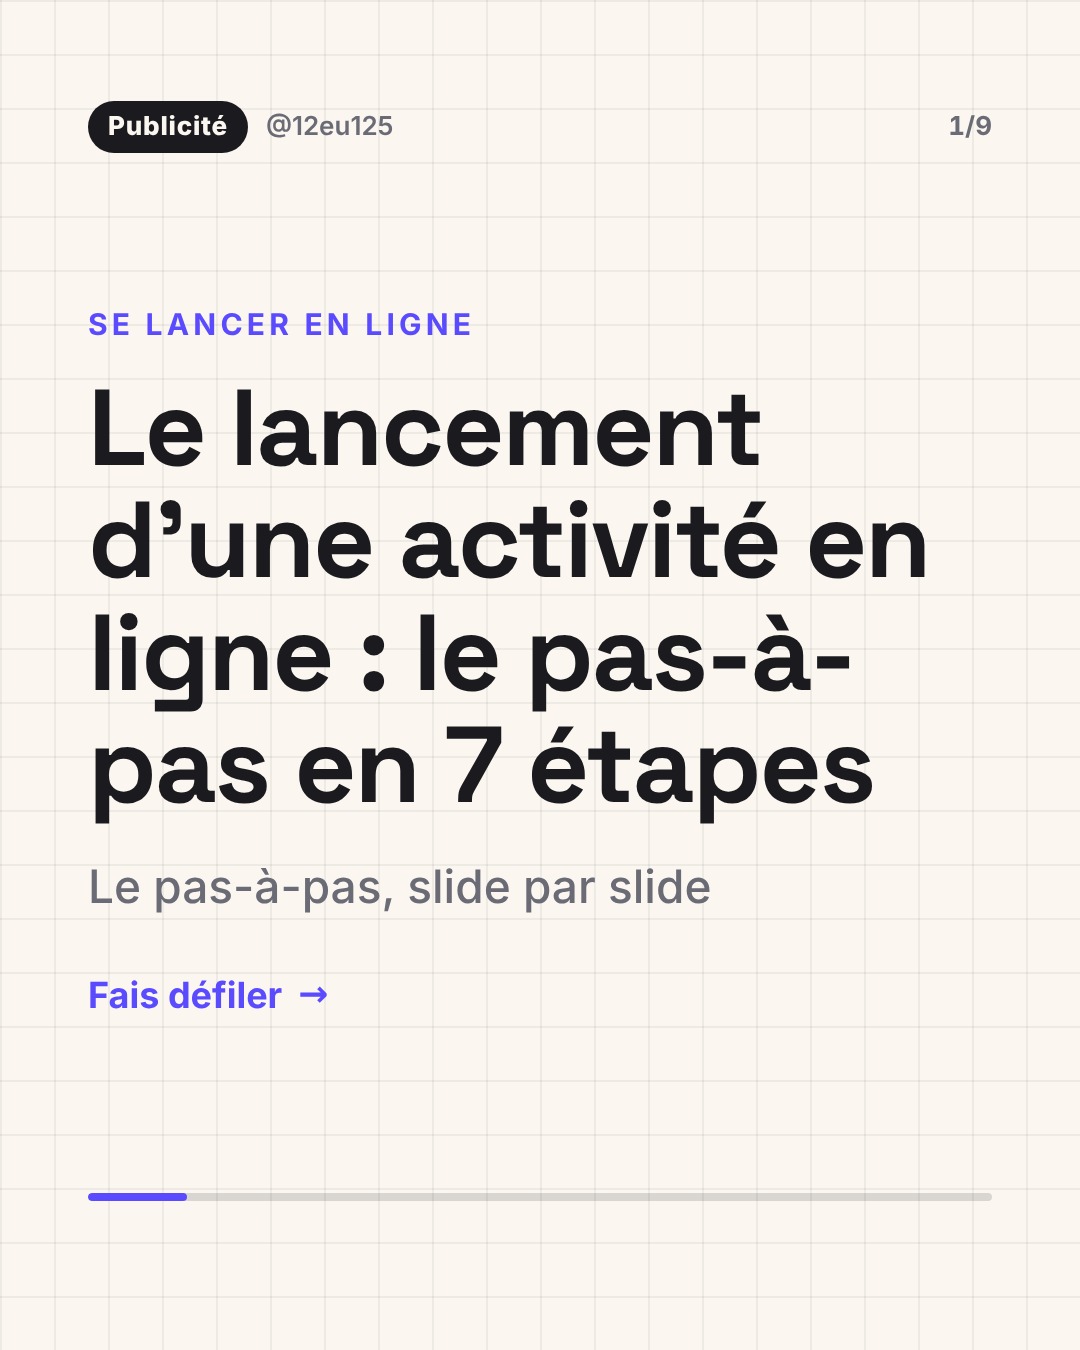 Publicité @12eu125 1/9
SE LANCER EN LIGNE
Le lancement
d’une activité en
ligne : le pas-à-
pas en 7 étapes
Le pas-à-pas, slide par slide
Fais défiler →